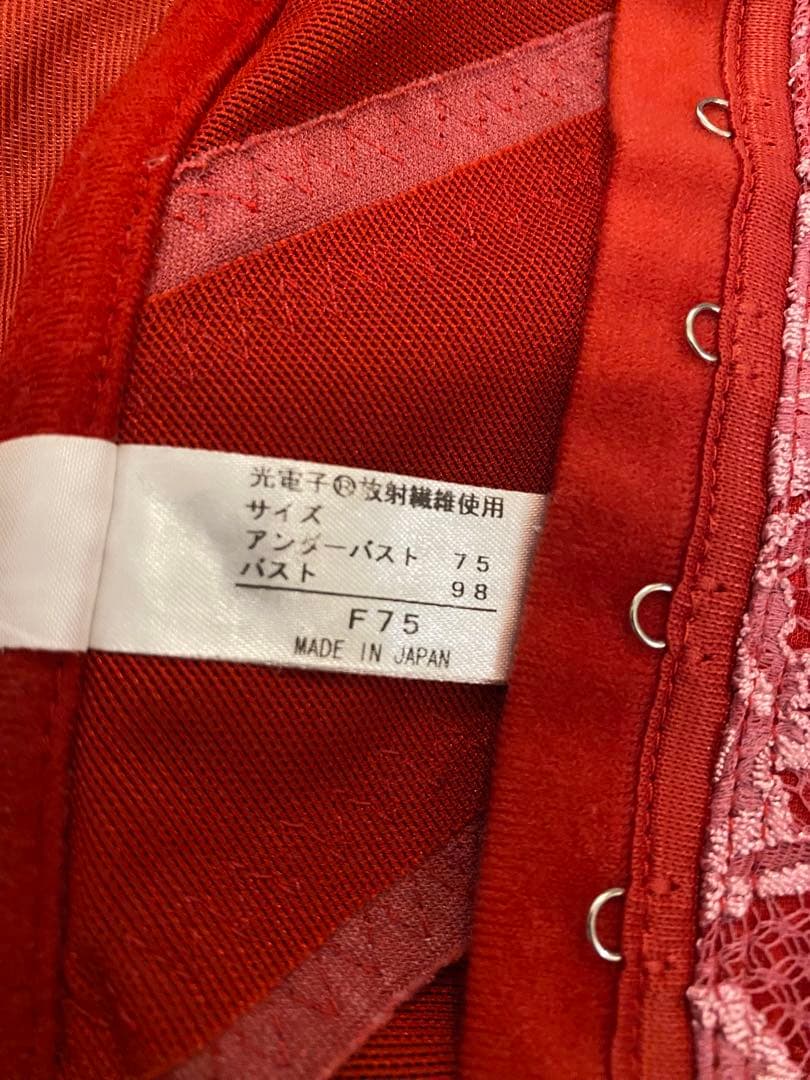 光電子®放射繊維使用
サイズ
アンダーバスト 75
バスト 98
F75
MADE IN JAPAN